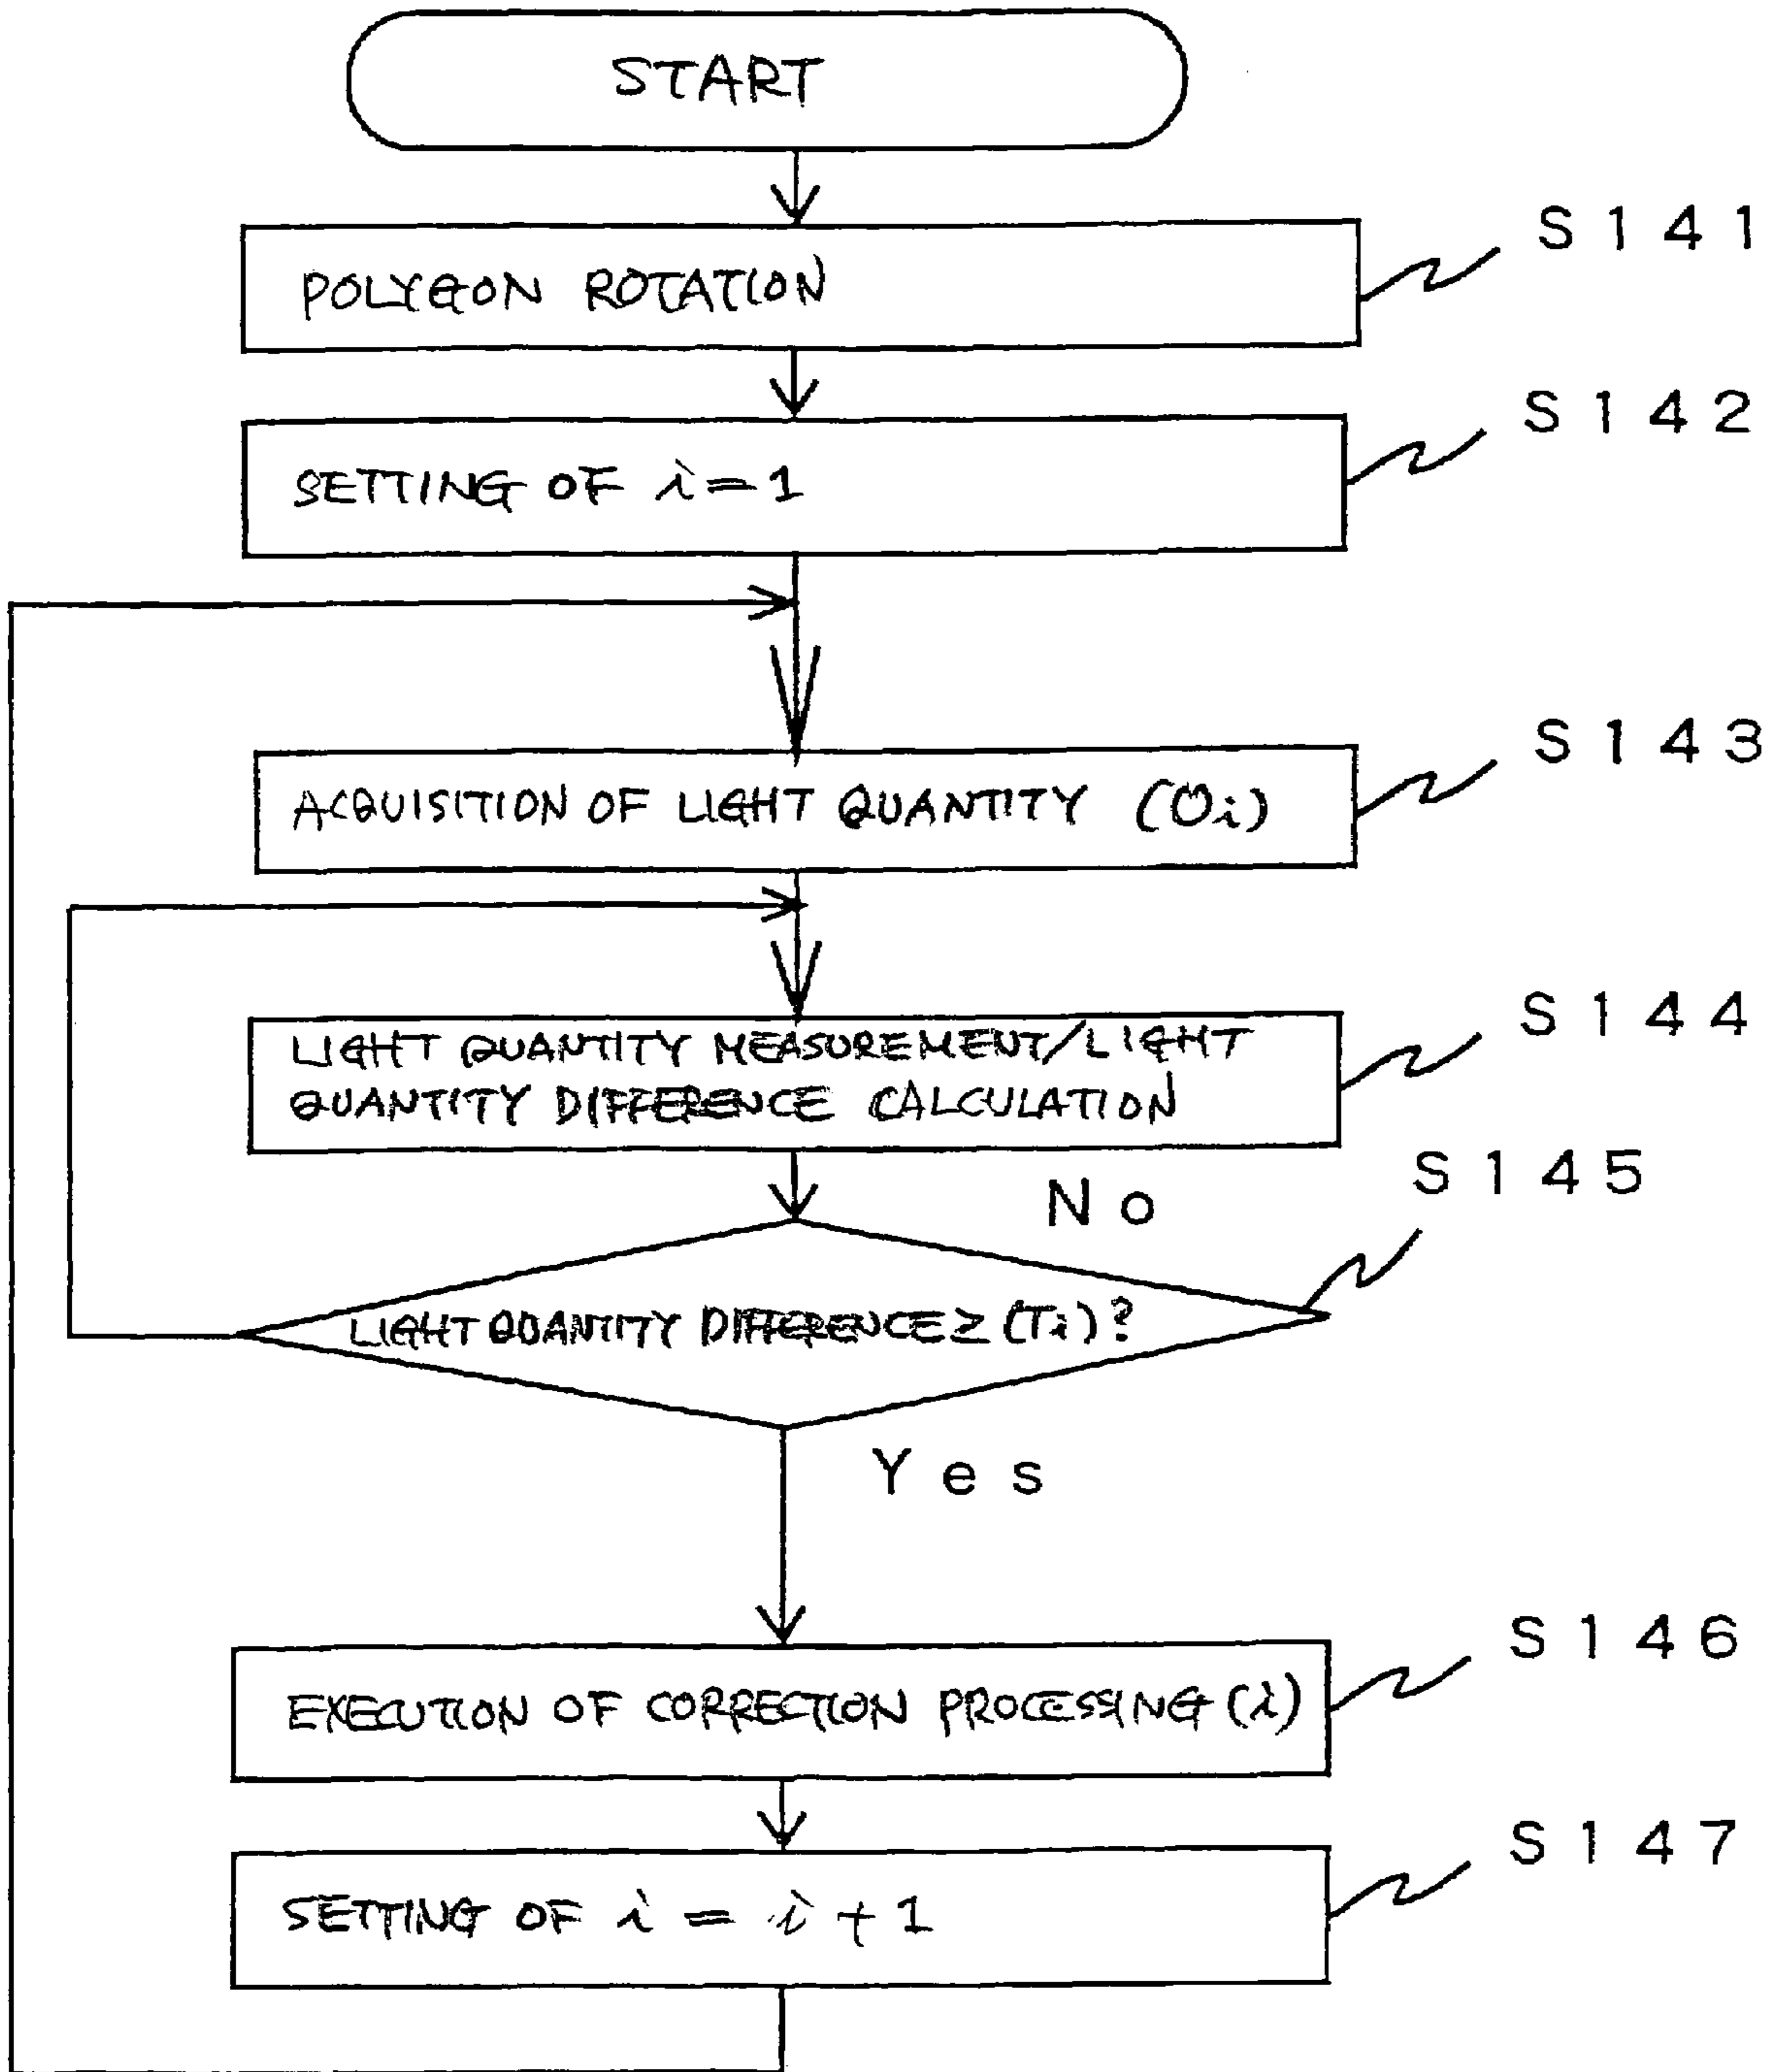 START
S141
POLYGON ROTATION
S142
SETTING OF i=1
S143
ACQUISITION OF LIGHT QUANTITY (Oi)
S144
LIGHT QUANTITY MEASUREMENT/LIGHT
QUANTITY DIFFERENCE CALCULATION
S145
No
LIGHT QUANTITY DIFFERENCE≥(Ti)?
Yes
S146
EXECUTION OF CORRECTION PROCESSING(i)
S147
SETTING OF i = i + 1